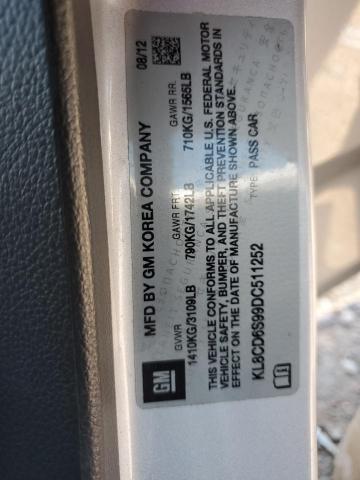 MFD BY GM KOREA COMPANY 08/12
GVWR GAWR FRT. GAWR RR.
1410KG/3109LB 790KG/1742LB 710KG/1565LB
THIS VEHICLE CONFORMS TO ALL APPLICABLE U.S. FEDERAL MOTOR
VEHICLE SAFETY, BUMPER, AND THEFT PREVENTION STANDARDS IN
EFFECT ON THE DATE OF MANUFACTURE SHOWN ABOVE.
KL8CD6S99DC511252 TYPE: PASS CAR
GM